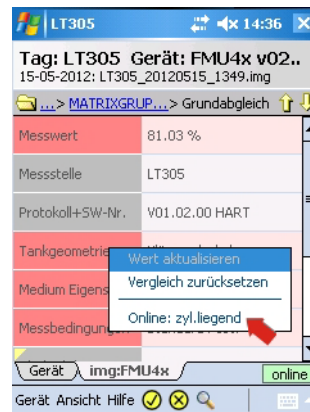 LT305 14:36
Tag: LT305 Gerät: FMU4x v02..
15-05-2012: LT305_20120515_1349.img
...> MATRIXGRUP...> Grundabgleich
Messwert 81.03 %
Messstelle LT305
Protokoll+SW-Nr. V01.02.00 HART
Tankgeometrie
Wert aktualisieren
Medium Eigens
Vergleich zurücksetzen
Messbedingungen
Online: zyl.liegend
Gerät img:FMU4x online
Gerät Ansicht Hilfe